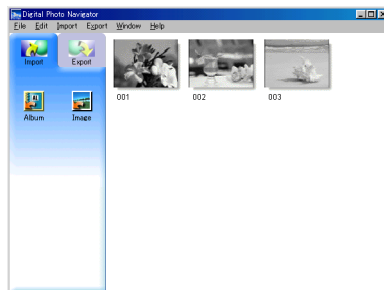 Digital Photo Navigator
File Edit Import Export Window Help
Import Export
Album Image
001 002 003